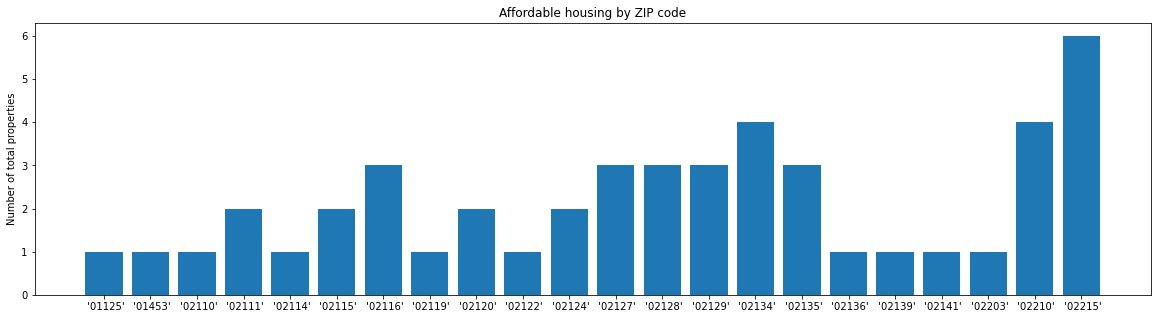 Affordable housing by ZIP code
Number of total properties
6
5
4
3
2
1
0
'01125' '01453' '02110' '02111' '02114' '02115' '02116' '02119' '02120' '02122' '02124' '02127' '02128' '02129' '02134' '02135' '02136' '02139' '02141' '02203' '02210' '02215'